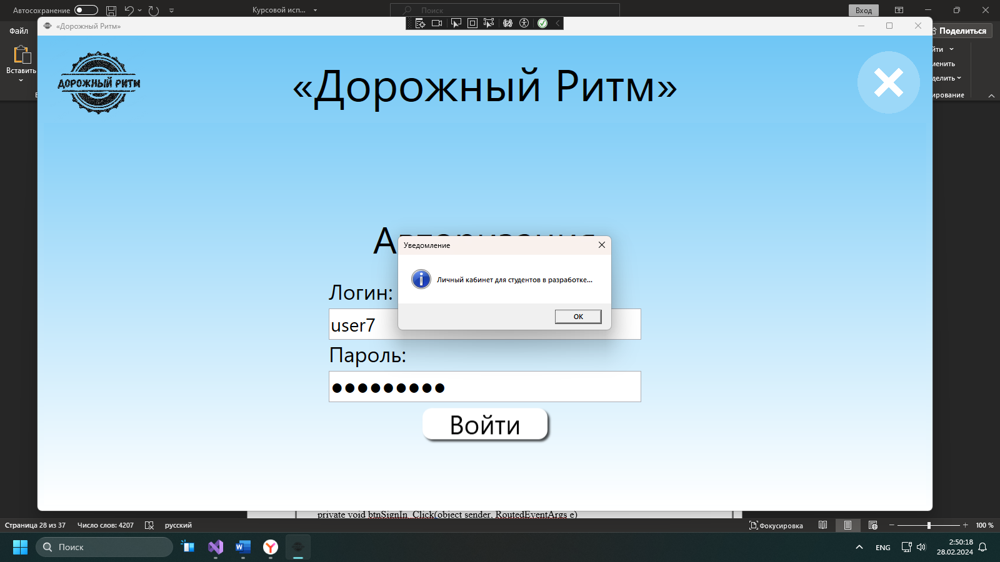 Автосохранение
Курсовой исп...
Поиск
Вход
Файл
«Дорожный Ритм»
Поделиться
Вставить
ДОРОЖНЫЙ РИТМ
«Дорожный Ритм»
йти
менить
делить
ирование
Авторизация
Уведомление
Личный кабинет для студентов в разработке...
ОК
Логин:
user7
Пароль:
Войти
private void btnSignIn_Click(object sender, RoutedEventArgs e)
Страница 28 из 37
Число слов: 4207
русский
Фокусировка
100 %
Поиск
ENG
2:50:18
28.02.2024